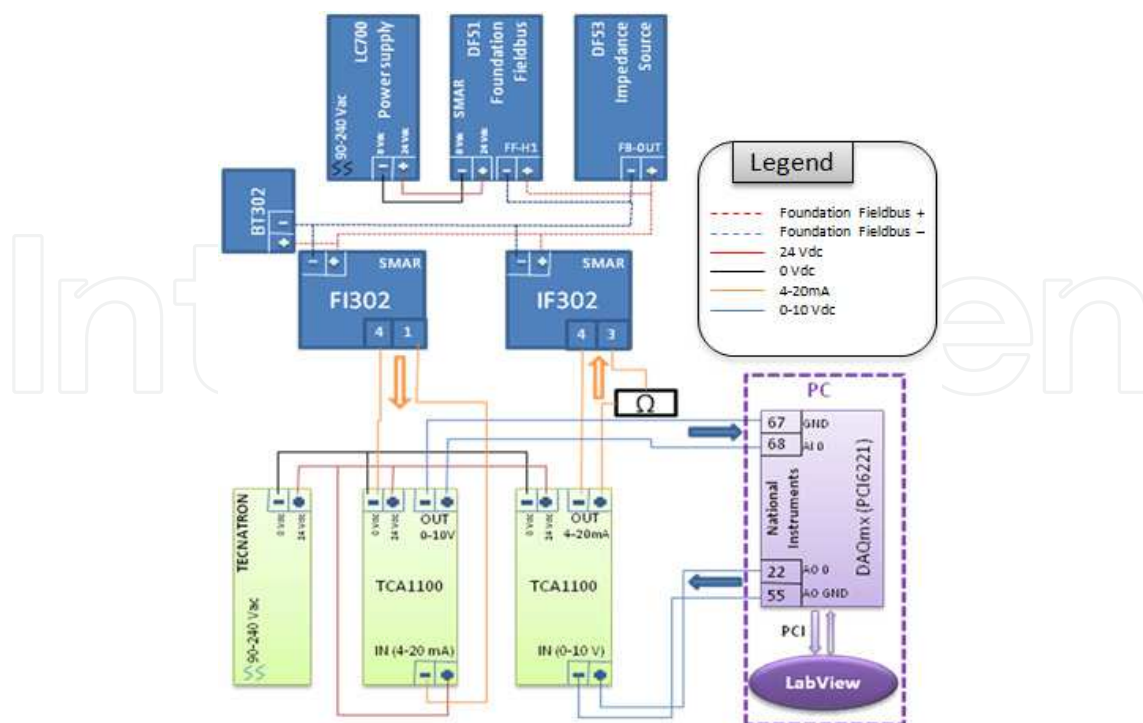 LC700
Power supply
90-240 Vac
0 Vdc
24 Vdc
DF51
Foundation
Fieldbus
SMAR
0 Vdc
24 Vdc
FF-H1
DF53
Impedance
Source
FB-OUT
BT302
SMAR
FI302
4 1
SMAR
IF302
4 3
Legend
Foundation Fieldbus +
Foundation Fieldbus −
24 Vdc
0 Vdc
4-20mA
0-10 Vdc
Ω
InteOpen
TECNATRON
90-240 Vac
0 Vdc
24 Vdc
0 Vdc
24 Vdc
OUT
0-10V
TCA1100
IN (4-20 mA)
0 Vdc
24 Vdc
OUT
4-20mA
TCA1100
IN (0-10 V)
PC
67 GND
68 AI 0
National
Instruments
DAQmx (PCI6221)
22 AO 0
55 AO GND
PCI
LabView